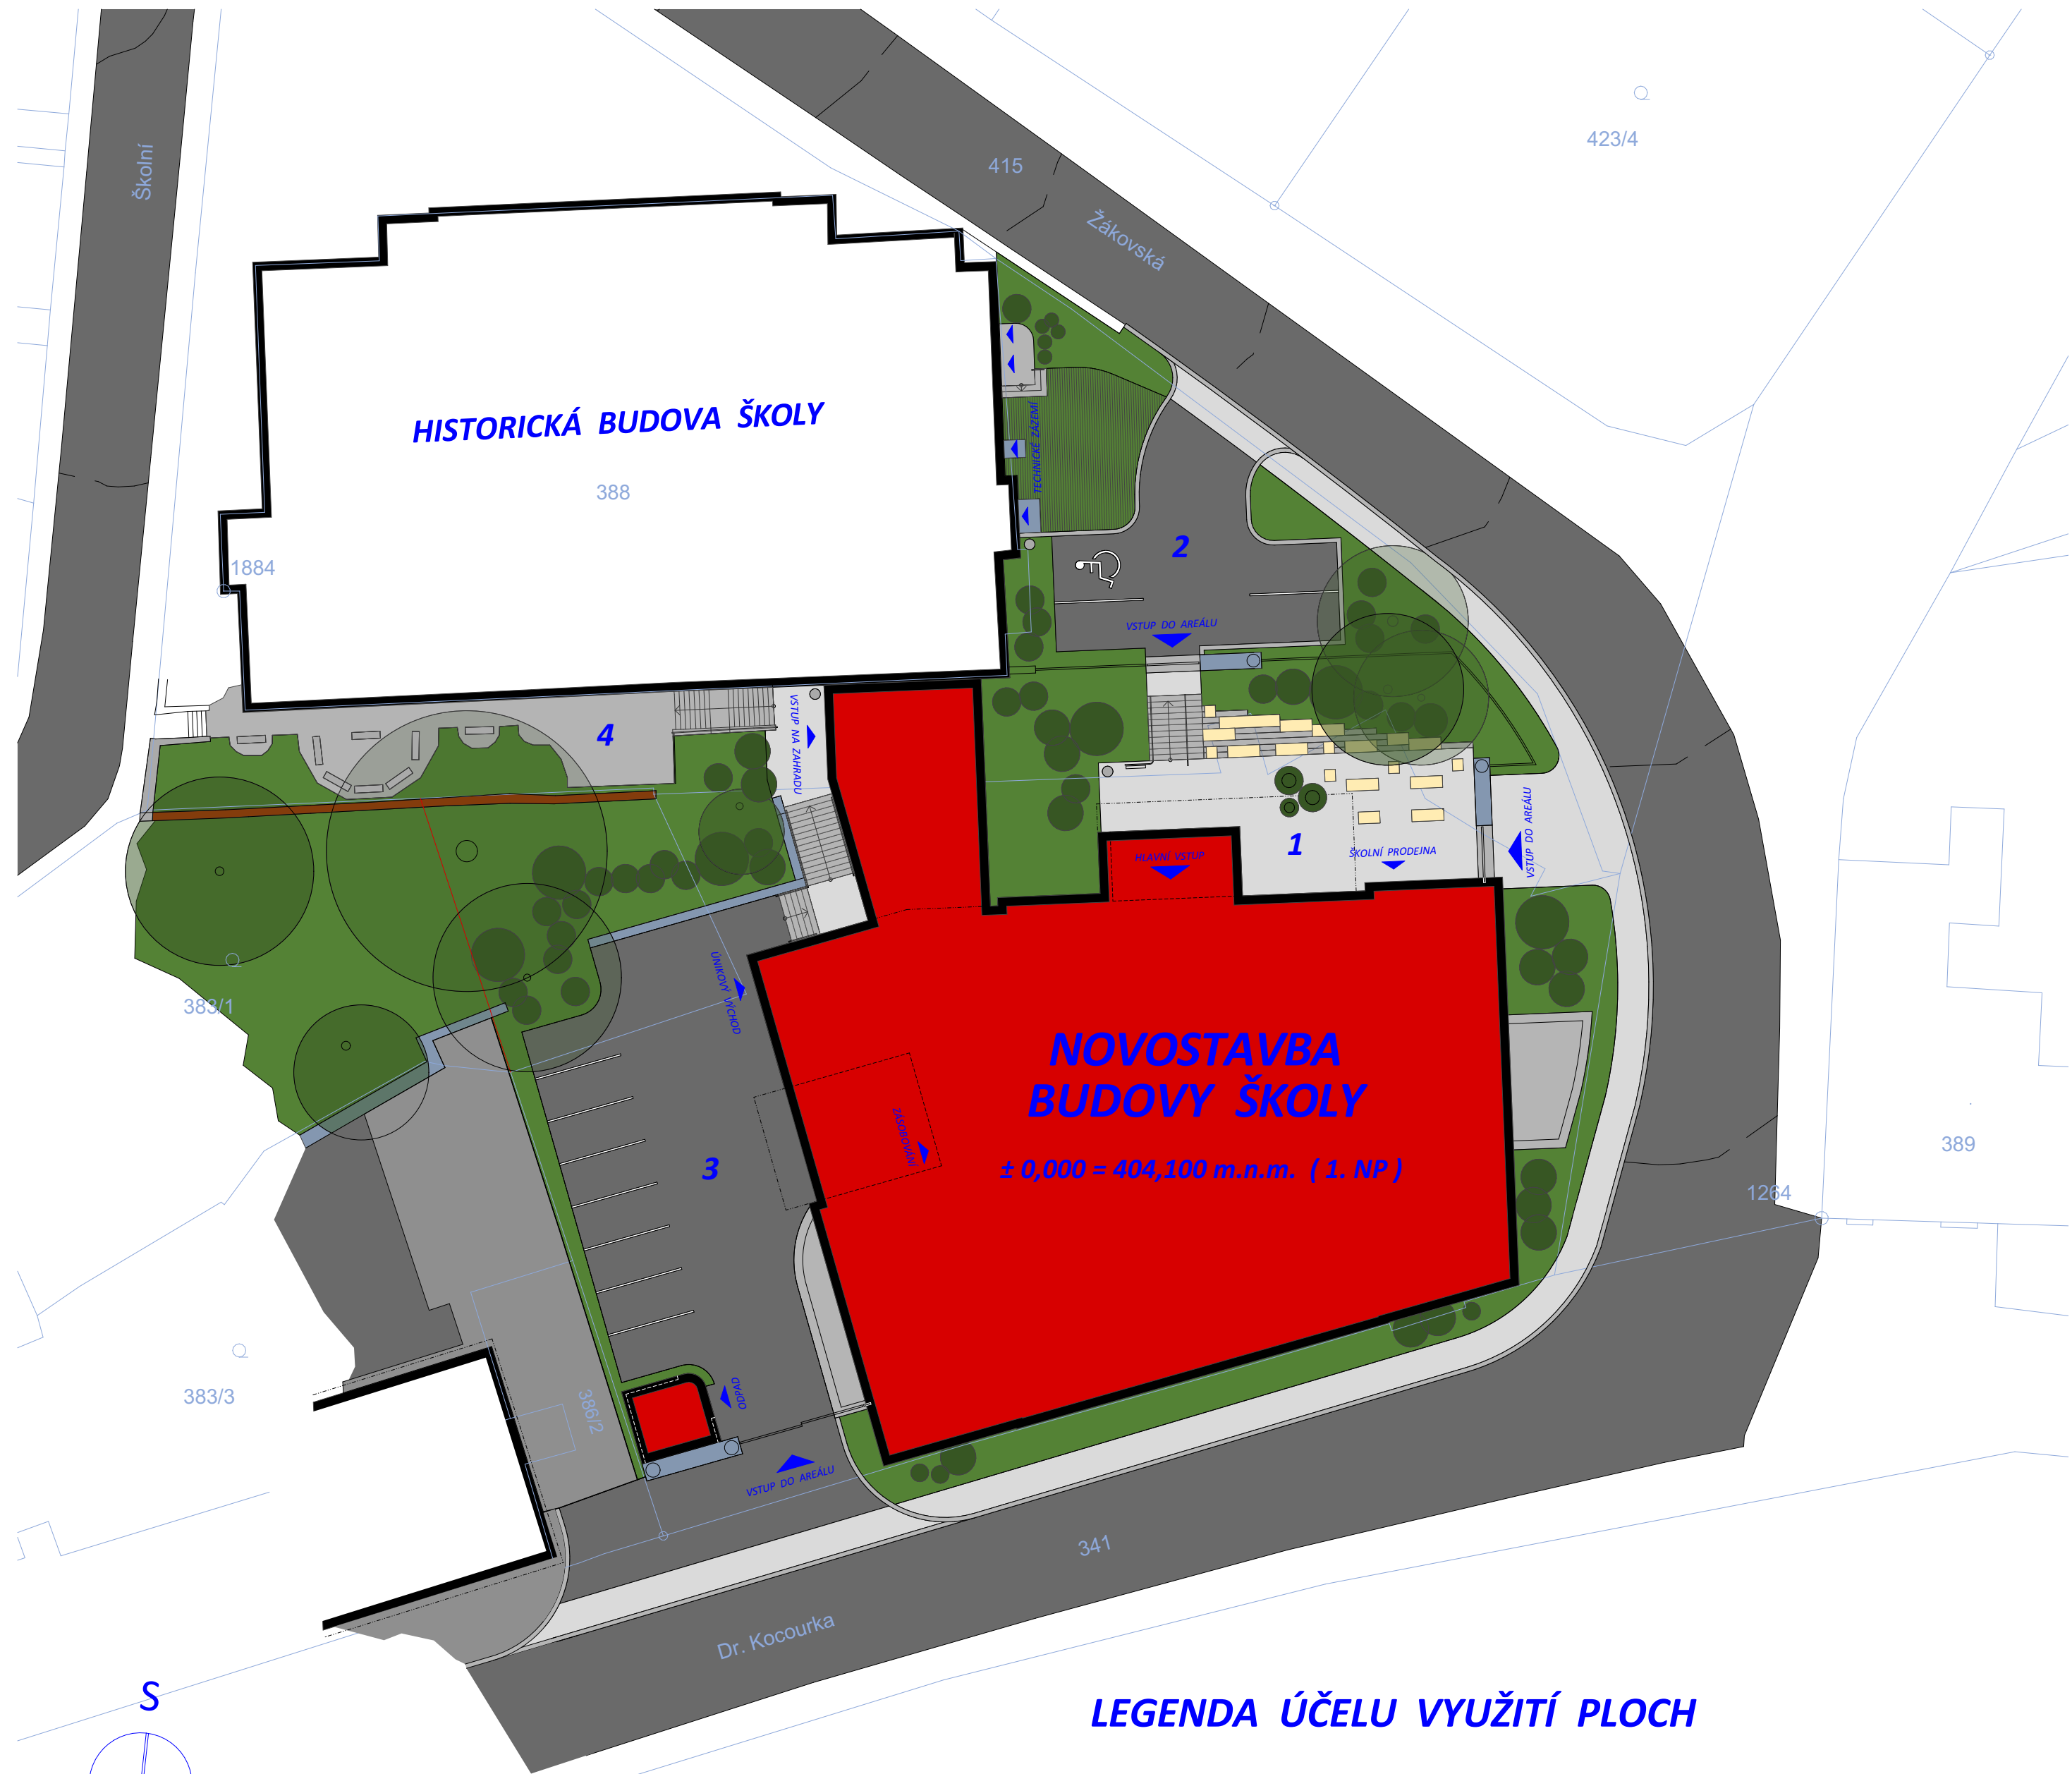 423/4
Školní
415
Žákovská
HISTORICKÁ BUDOVA ŠKOLY
388
TECHNICKÉ ZÁZEMÍ
2
1884
VSTUP DO AREÁLU
4
VSTUP NA ZAHRADU
1
HLAVNÍ VSTUP
ŠKOLNÍ PRODEJNA
VSTUP DO AREÁLU
383/1
ÚNIKOVÝ VÝCHOD
NOVOSTAVBA
BUDOVY ŠKOLY
± 0,000 = 404,100 m.n.m. ( 1. NP )
ZÁSOBOVÁNÍ
3
389
1264
383/3
386/2
ODPAD
VSTUP DO AREÁLU
341
Dr. Kocourka
S
LEGENDA ÚČELU VYUŽITÍ PLOCH